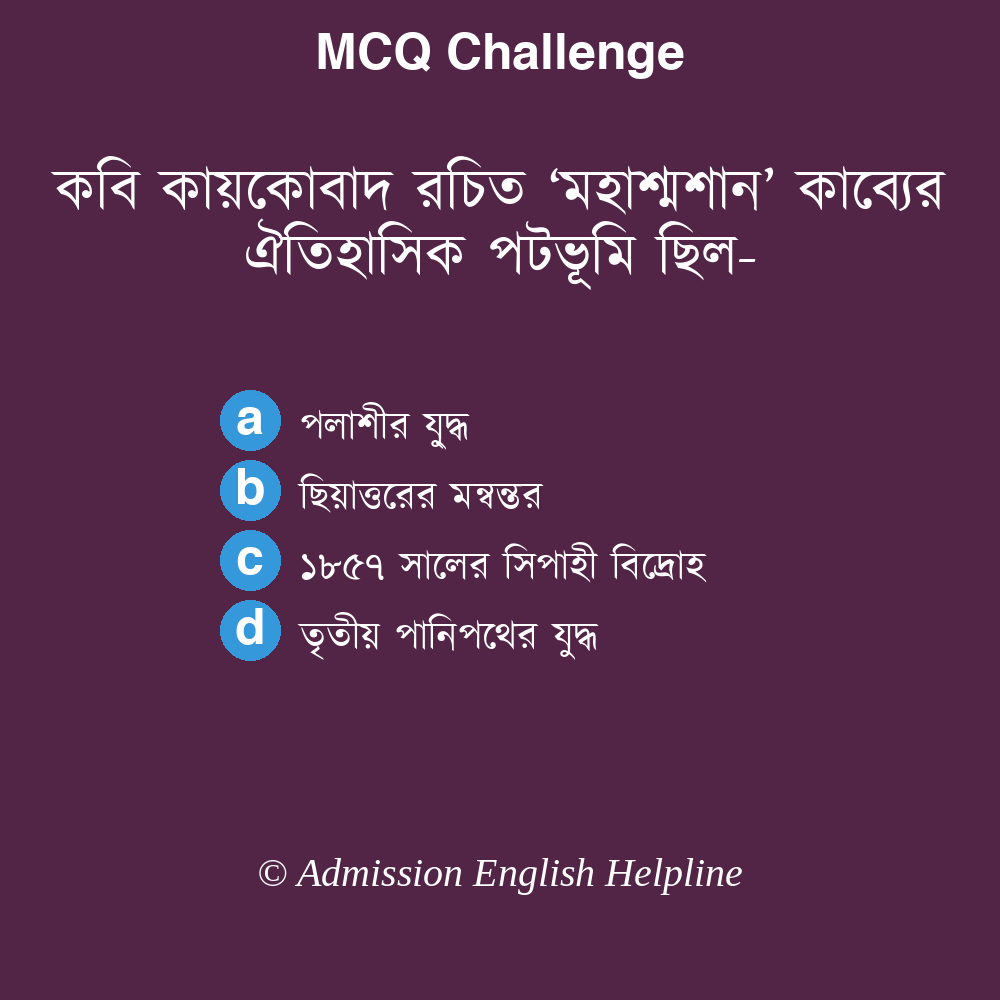 MCQ Challenge
কবি কায়কোবাদ রচিত ‘মহাশ্মশান’ কাব্যের
ঐতিহাসিক পটভূমি ছিল-
a পলাশীর যুদ্ধ
b ছিয়াত্তরের মন্বন্তর
c ১৮৫৭ সালের সিপাহী বিদ্রোহ
d তৃতীয় পানিপথের যুদ্ধ
© Admission English Helpline